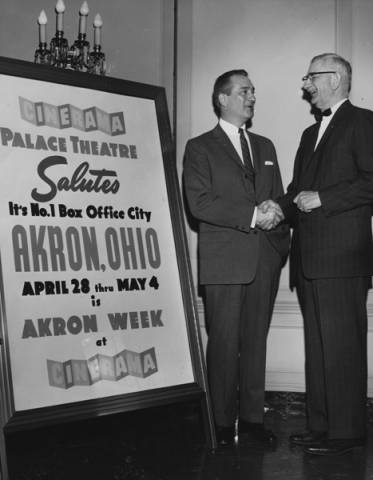 CINERAMA
PALACE THEATRE
Salutes
It's No.1 Box Office City
AKRON, OHIO
APRIL 28 thru MAY 4
is
AKRON WEEK
at
CINERAMA